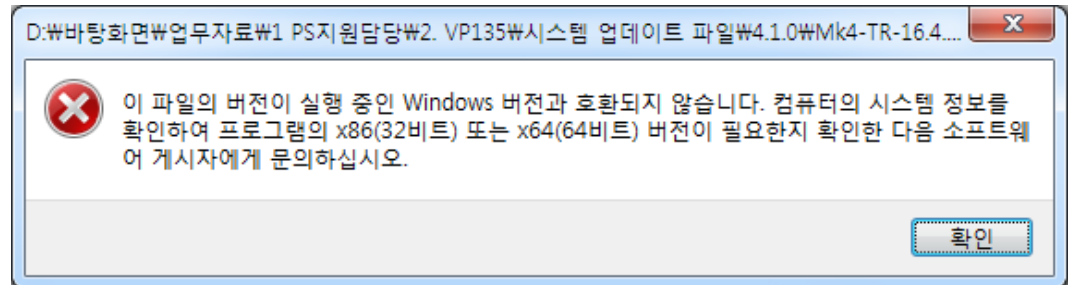 D:₩바탕화면₩업무자료₩1 PS지원담당₩2. VP135₩시스템 업데이트 파일₩4.1.0₩Mk4-TR-16.4....
이 파일의 버전이 실행 중인 Windows 버전과 호환되지 않습니다. 컴퓨터의 시스템 정보를
확인하여 프로그램의 x86(32비트) 또는 x64(64비트) 버전이 필요한지 확인한 다음 소프트웨
어 게시자에게 문의하십시오.
확인